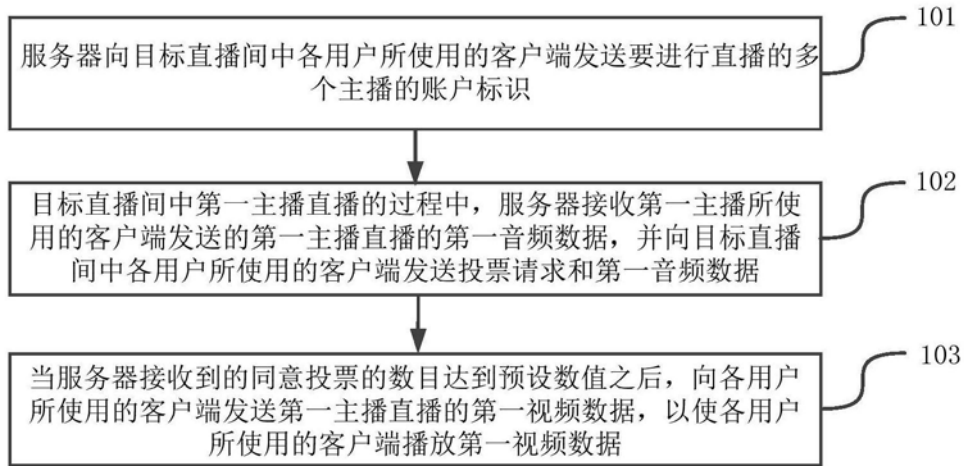 101
服务器向目标直播间中各用户所使用的客户端发送要进行直播的多
个主播的账户标识
102
目标直播间中第一主播直播的过程中，服务器接收第一主播所使
用的客户端发送的第一主播直播的第一音频数据，并向目标直播
间中各用户所使用的客户端发送投票请求和第一音频数据
103
当服务器接收到的同意投票的数目达到预设数值之后，向各用户
所使用的客户端发送第一主播直播的第一视频数据，以使各用户
所使用的客户端播放第一视频数据